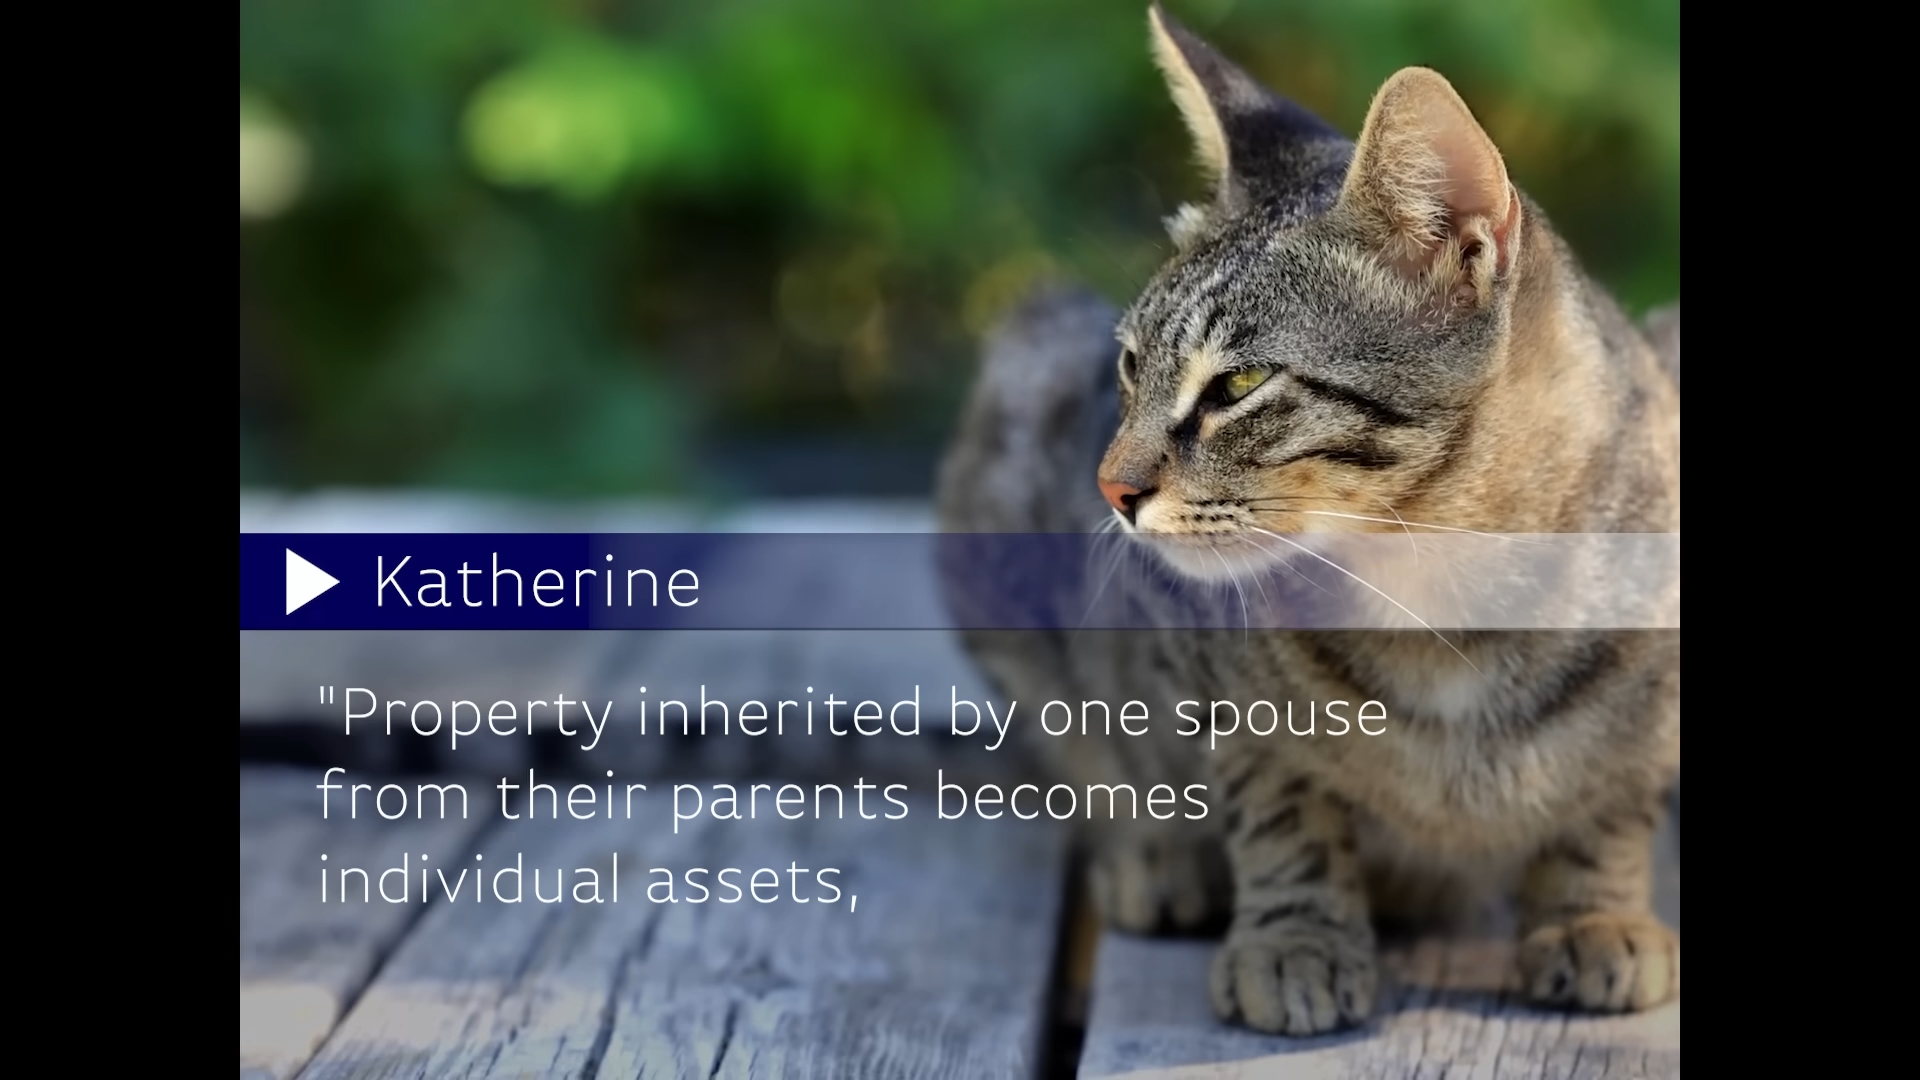 Katherine
"Property inherited by one spouse
from their parents becomes
individual assets,